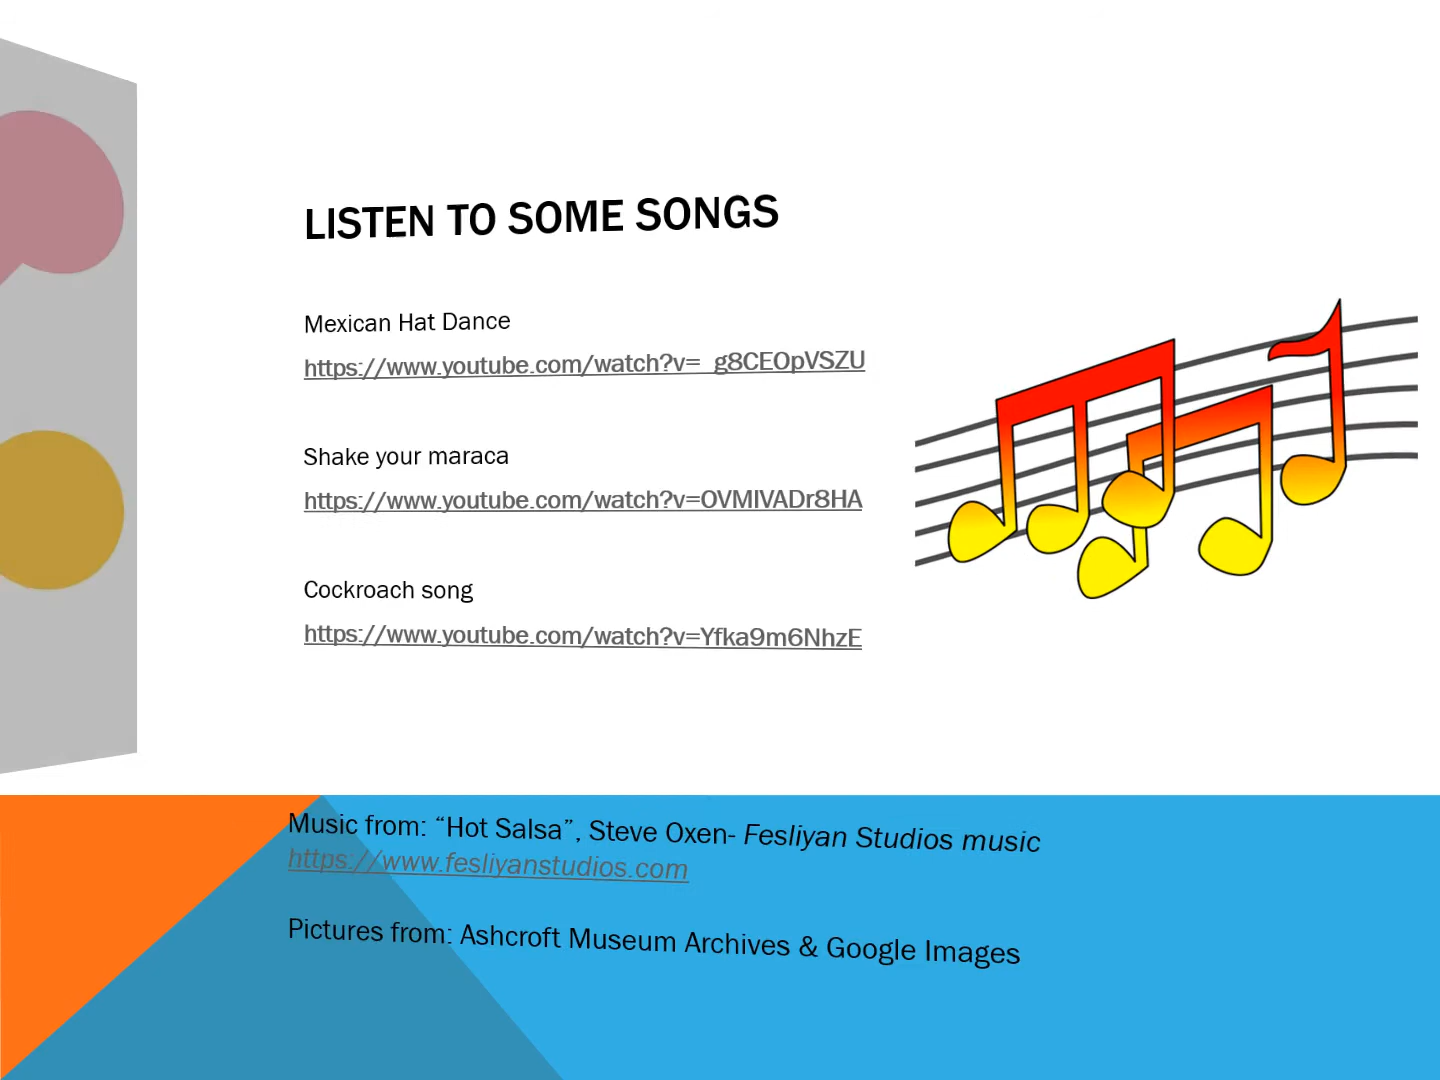 LISTEN TO SOME SONGS
Mexican Hat Dance
https://www.youtube.com/watch?v=_g8CEOpVSZU
Shake your maraca
https://www.youtube.com/watch?v=OVMIVADr8HA
Cockroach song
https://www.youtube.com/watch?v=Yfka9m6NhzE
Music from: “Hot Salsa”, Steve Oxen- Fesliyan Studios music
https://www.fesliyanstudios.com
Pictures from: Ashcroft Museum Archives & Google Images